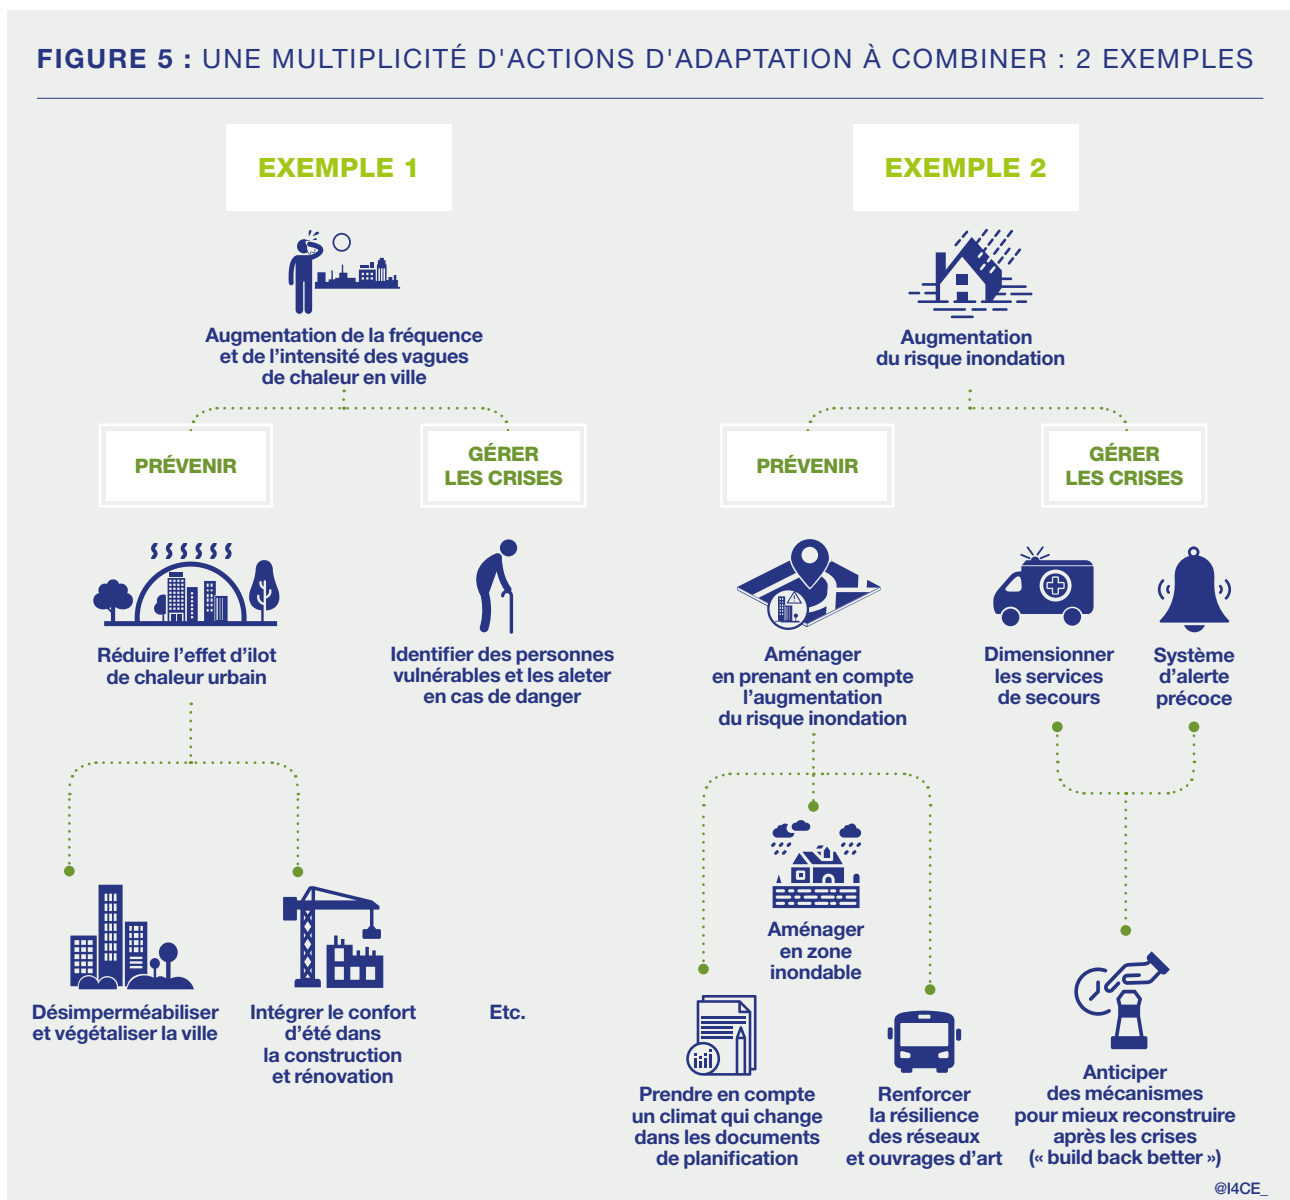 FIGURE 5 : UNE MULTIPLICITÉ D'ACTIONS D'ADAPTATION À COMBINER : 2 EXEMPLES
EXEMPLE 1
Augmentation de la fréquence
et de l'intensité des vagues
de chaleur en ville
PRÉVENIR
GÉRER
LES CRISES
Réduire l'effet d'ilot
de chaleur urbain
Identifier des personnes
vulnérables et les aleter
en cas de danger
Désimperméabiliser
et végétaliser la ville
Intégrer le confort
d'été dans
la construction
et rénovation
Etc.
EXEMPLE 2
Augmentation
du risque inondation
PRÉVENIR
GÉRER
LES CRISES
Aménager
en prenant en compte
l'augmentation
du risque inondation
Dimensionner
les services
de secours
Système
d'alerte
précoce
Aménager
en zone
inondable
Prendre en compte
un climat qui change
dans les documents
de planification
Renforcer
la résilience
des réseaux
et ouvrages d'art
Anticiper
des mécanismes
pour mieux reconstruire
après les crises
(« build back better »)
@I4CE_